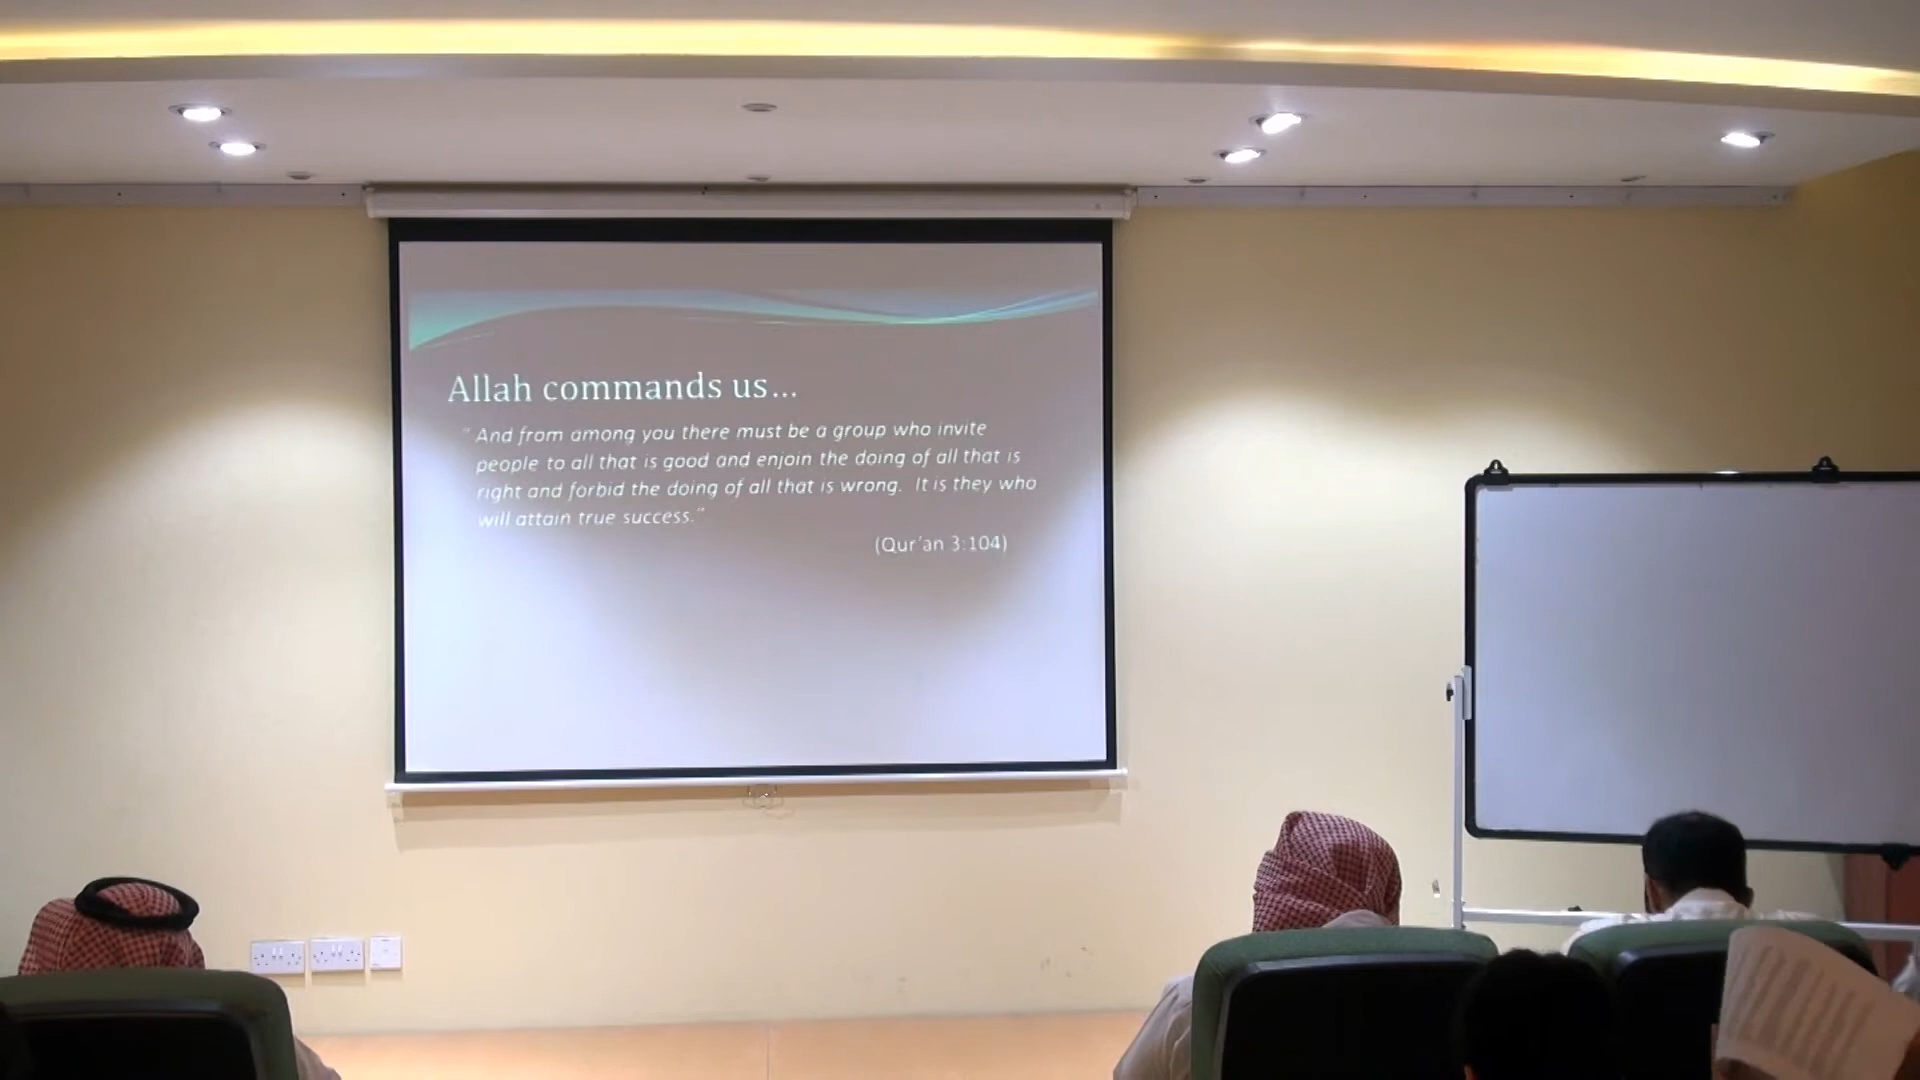 Allah commands us...
" And from among you there must be a group who invite
people to all that is good and enjoin the doing of all that is
right and forbid the doing of all that is wrong.  It is they who
will attain true success."
(Qur'an 3:104)